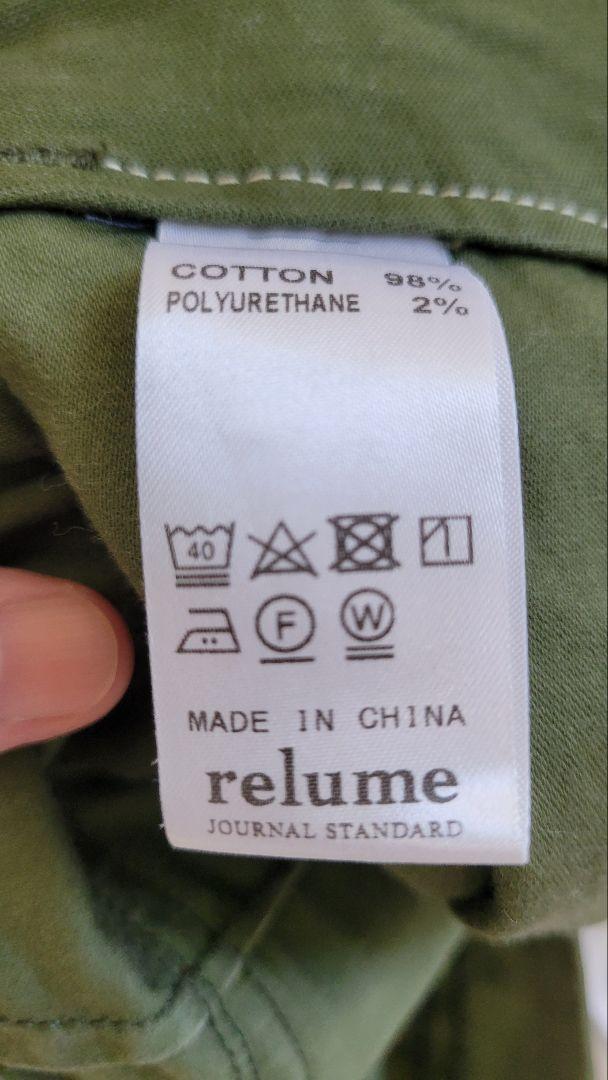 COTTON 98%
POLYURETHANE 2%
40
F W
MADE IN CHINA
relume
JOURNAL STANDARD